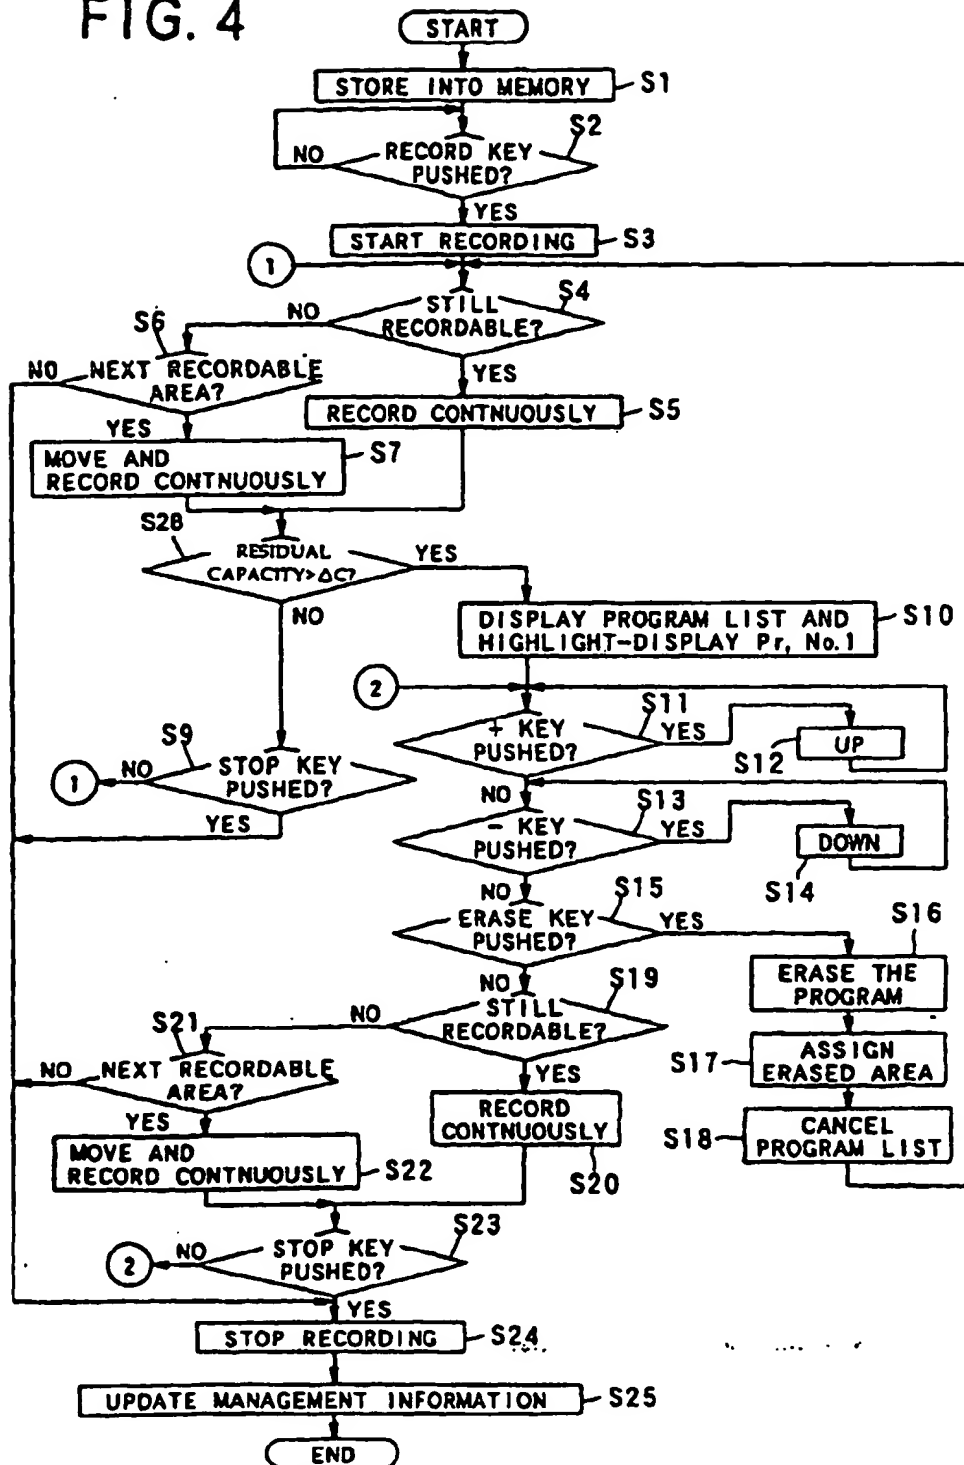 FIG. 4
START
STORE INTO MEMORY
S1
S2
RECORD KEY
PUSHED?
NO
YES
START RECORDING
S3
1
S4
STILL
RECORDABLE?
NO
YES
S6
NEXT RECORDABLE
AREA?
NO
YES
RECORD CONTNUOUSLY
S5
MOVE AND
RECORD CONTNUOUSLY
S7
S28
RESIDUAL
CAPACITY>ΔC?
YES
NO
DISPLAY PROGRAM LIST AND
HIGHLIGHT-DISPLAY Pr, No.1
S10
2
S11
+ KEY
PUSHED?
YES
UP
S12
NO
S9
STOP KEY
PUSHED?
NO
1
YES
S13
- KEY
PUSHED?
YES
DOWN
S14
NO
S15
ERASE KEY
PUSHED?
YES
S16
ERASE THE
PROGRAM
NO
S19
STILL
RECORDABLE?
NO
YES
S17
ASSIGN
ERASED AREA
S21
NEXT RECORDABLE
AREA?
NO
YES
RECORD
CONTNUOUSLY
S20
S18
CANCEL
PROGRAM LIST
MOVE AND
RECORD CONTNUOUSLY
S22
S23
STOP KEY
PUSHED?
NO
2
YES
STOP RECORDING
S24
UPDATE MANAGEMENT INFORMATION
S25
END